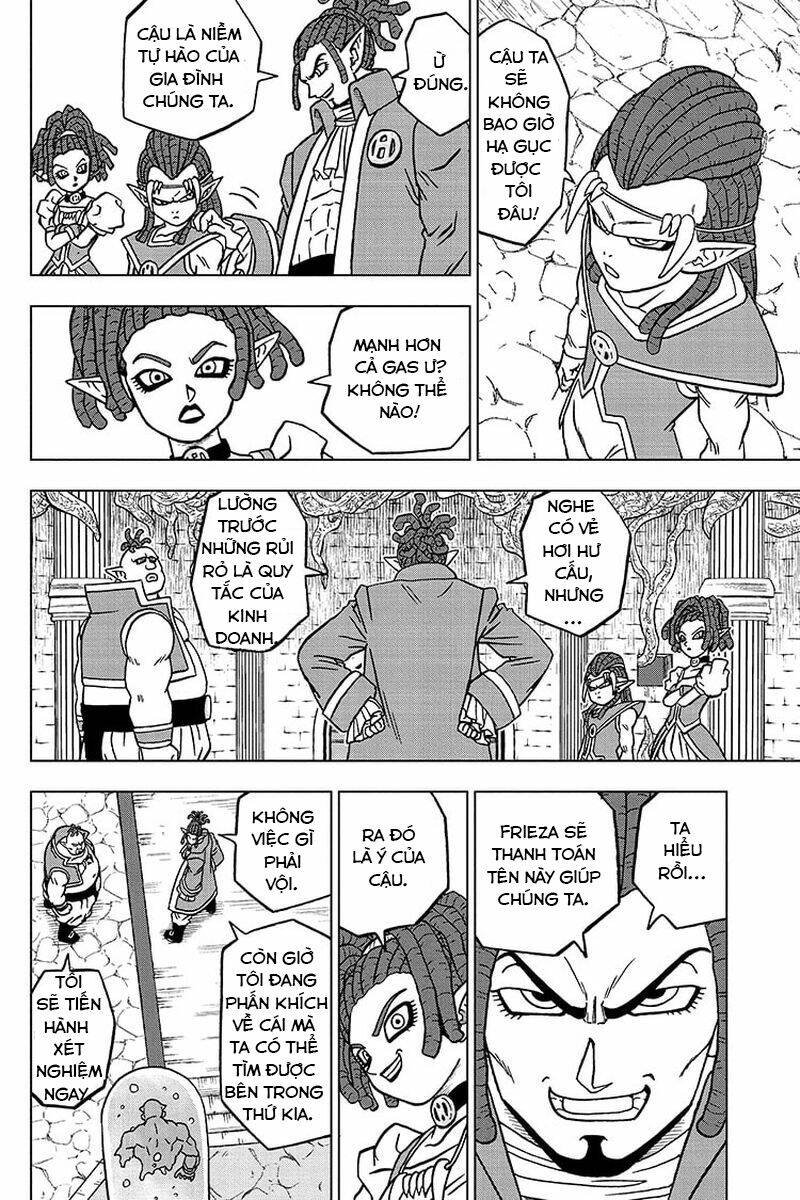 CẬU TA
SẼ
KHÔNG
BAO GIỜ
HẠ GỤC
ĐƯỢC
TÔI
ĐÂU!
Ừ
ĐÚNG.
CẬU LÀ NIỀM
TỰ HÀO CỦA
GIA ĐÌNH
CHÚNG TA.
MẠNH HƠN
CẢ GAS Ư?
KHÔNG THỂ
NÀO!
NGHE
CÓ VẺ
HƠI HƯ
CẤU,
NHƯNG
...
LƯỜNG
TRƯỚC
NHỮNG RỦI
RỎ LÀ QUY
TẮC CỦA
KINH
DOANH.
TA
HIỂU
RỒI...
FRIEZA SẼ
THANH TOÁN
TÊN NÀY GIÚP
CHÚNG TA.
RA ĐÓ
LÀ Ý CỦA
CẬU.
KHÔNG
VIỆC GÌ
PHẢI
VỘI.
CÒN GIỜ
TÔI ĐANG
PHẤN KHÍCH
VỀ CÁI MÀ
TA CÓ THỂ
TÌM ĐƯỢC
BÊN TRONG
THỨ KIA.
TÔI
SẼ TIẾN
HÀNH
XÉT
NGHIỆM
NGAY.